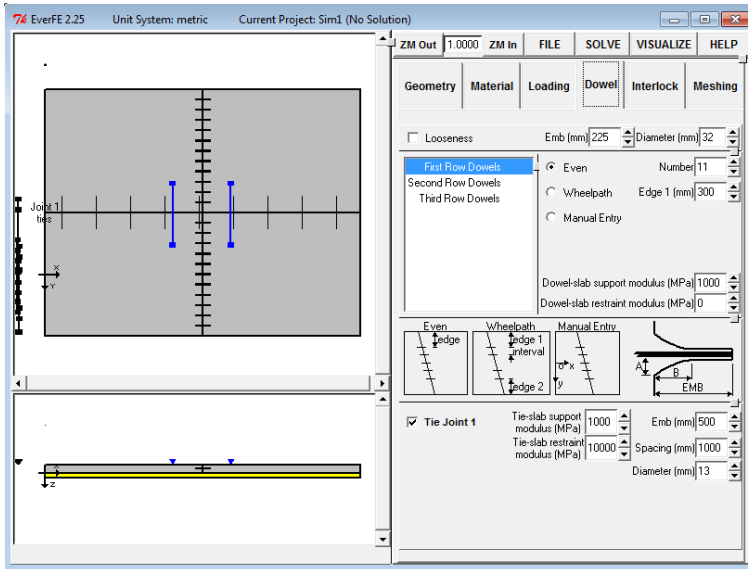 7% EverFE 2.25 Unit System: metric Current Project: Sim1 (No Solution)
ZM Out 1.0000 ZM In FILE SOLVE VISUALIZE HELP
Geometry Material Loading Dowel Interlock Meshing
Looseness Emb (mm) 225 Diameter (mm) 32
First Row Dowels
Second Row Dowels
Third Row Dowels
Even Number 11
Wheelpath Edge 1 (mm) 300
Manual Entry
Dowel-slab support modulus (MPa) 1000
Dowel-slab restraint modulus (MPa) 0
Even Wheelpath Manual Entry
edge
edge 1
interval
edge 2
o x
y
A
B
EMB
Tie Joint 1
Tie-slab support
modulus (MPa) 1000
Tie-slab restraint
modulus (MPa) 10000
Emb (mm) 500
Spacing (mm) 1000
Diameter (mm) 13
Joint 1
ties
X
Y
X
Z